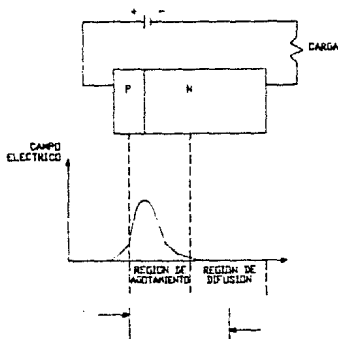 + -
CARGA
P N
CAMPO
ELECTRICO
REGION DE
AGOTAMIENTO
REGION DE
DIFUSION